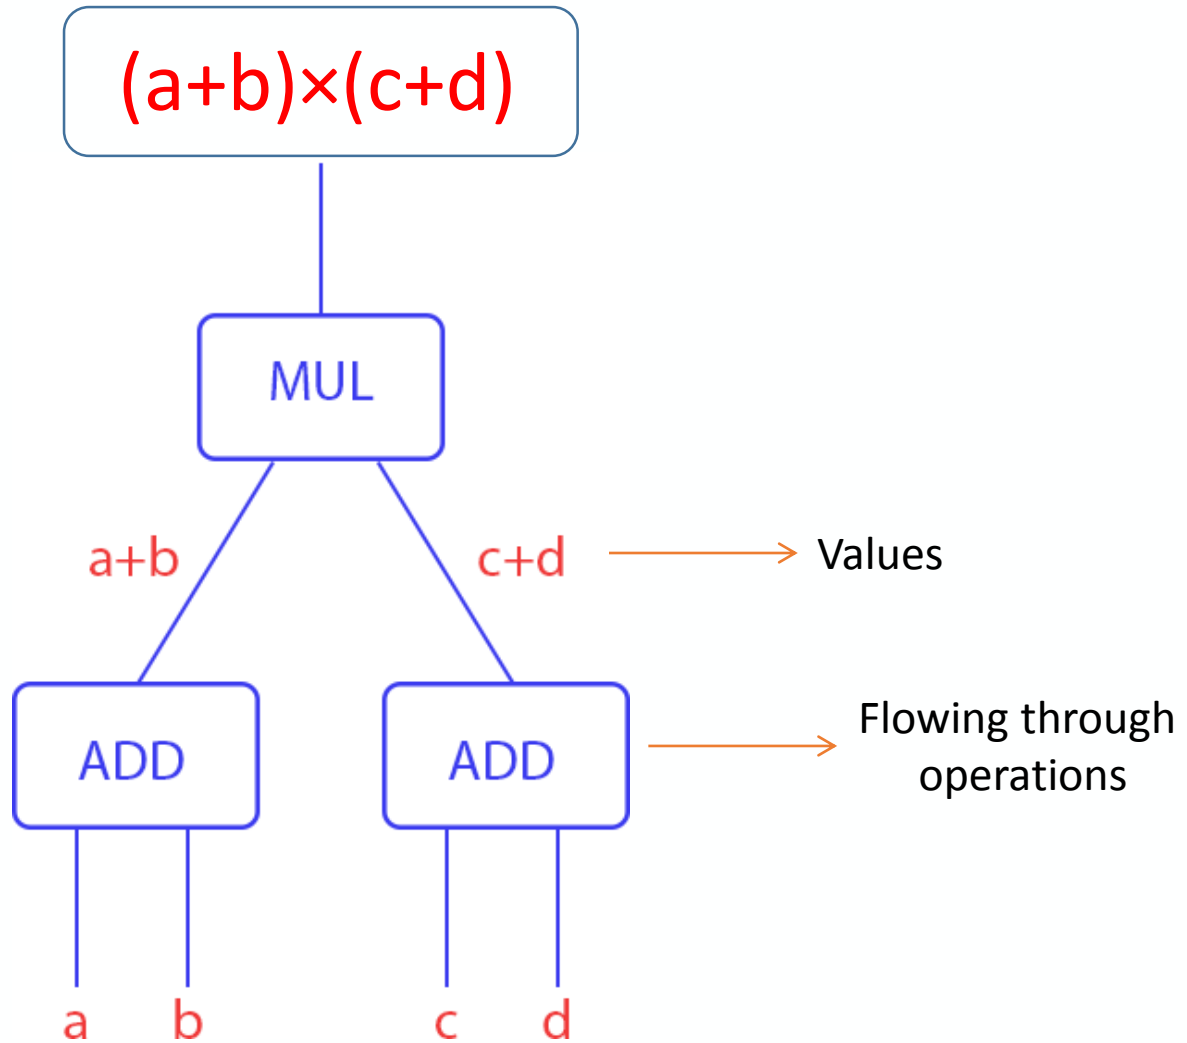 (a+b)×(c+d)
MUL
a+b
c+d
Values
ADD
ADD
Flowing through
operations
a
b
c
d